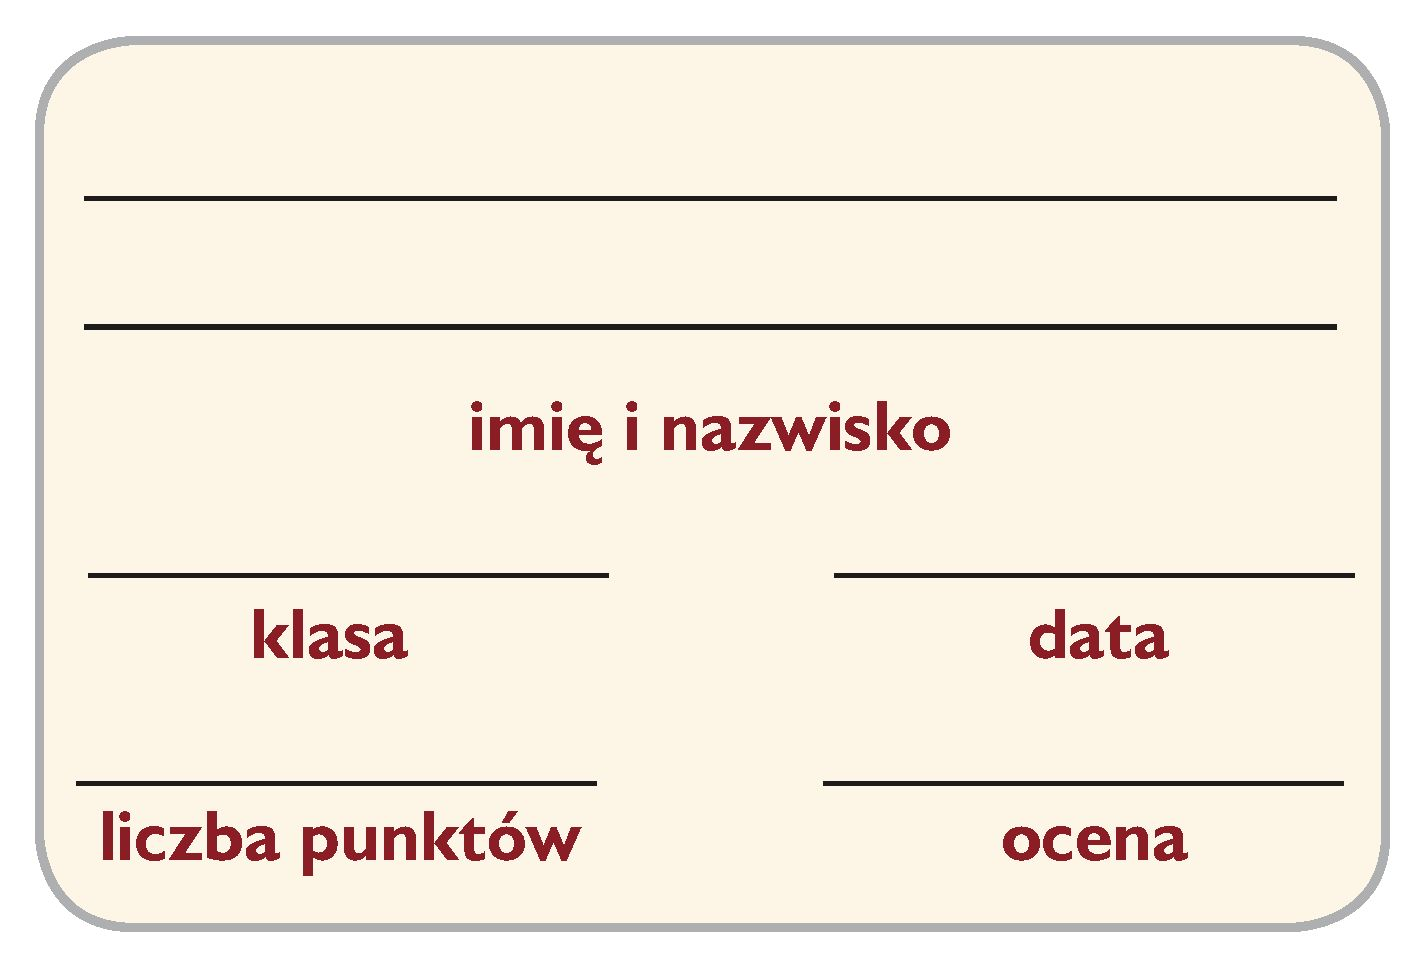 imię i nazwisko
klasa data
liczba punktów ocena